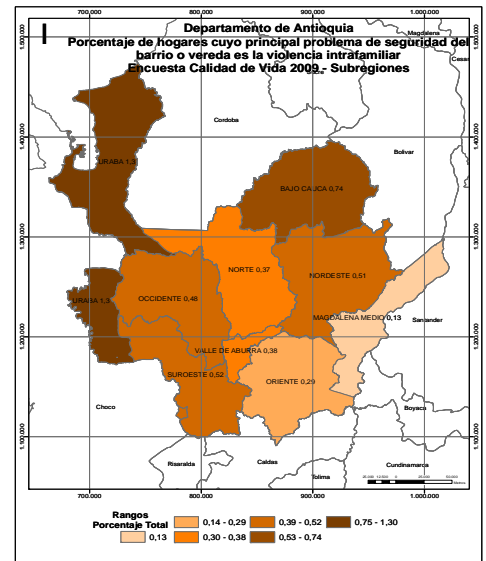 700.000 800.000 900.000 1.000.000
Departamento de Antioquia
Porcentaje de hogares cuyo principal problema de seguridad del
barrio o vereda es la violencia intrafamiliar
Encuesta Calidad de Vida 2009 - Subregiones
Magdalena
Cordoba
Bolivar
1.400.000
1.300.000
1.200.000
1.100.000
URABA 1,3
BAJO CAUCA 0,74
NORTE 0,37
NORDESTE 0,51
URABA 1,3
OCCIDENTE 0,48
MAGDALENA MEDIO 0,13
Santander
VALLE DE ABURRA 0,38
SUROESTE 0,52
ORIENTE 0,29
Choco
Boyaca
Risaralda
Caldas
Cundinamarca
Tolima
700.000 800.000 900.000 1.000.000
Rangos
Porcentaje Total
0,13
0,14 - 0,29
0,30 - 0,38
0,39 - 0,52
0,53 - 0,74
0,75 - 1,30